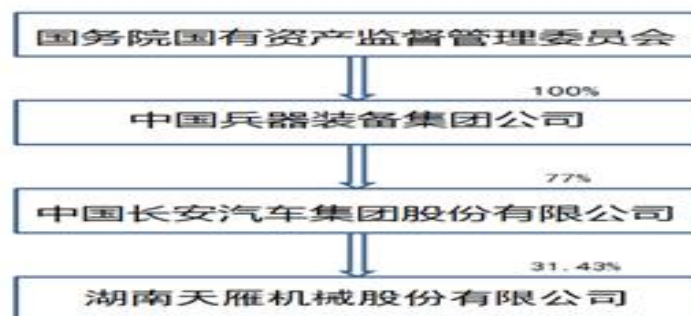 国务院国有资产监督管理委员会
100%
中国兵器装备集团公司
77%
中国长安汽车集团股份有限公司
31.43%
湖南天雁机械股份有限公司